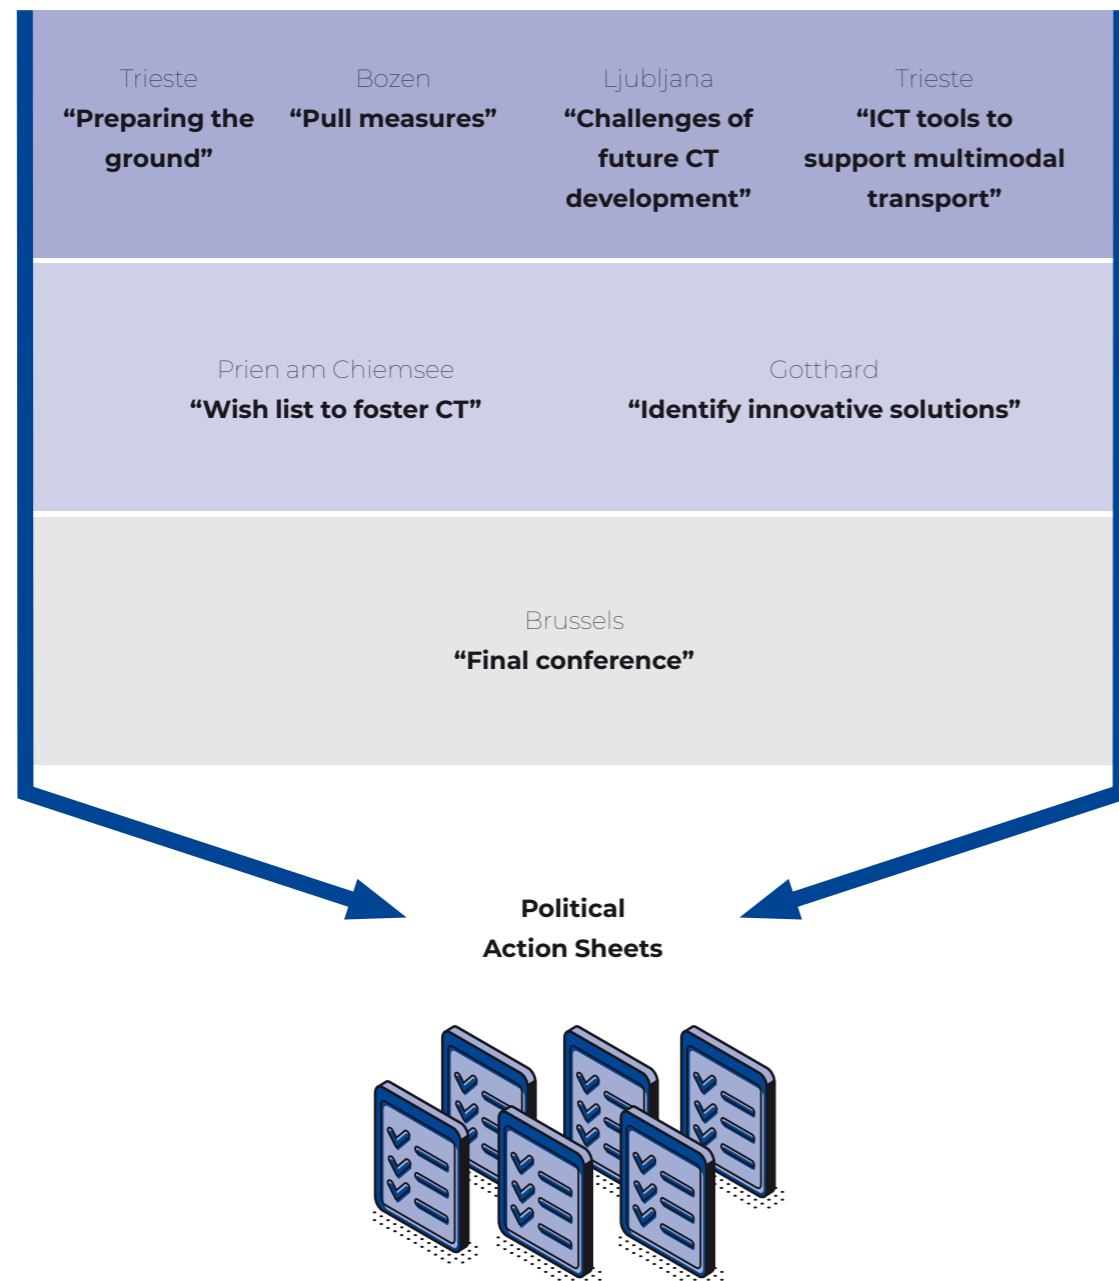 Trieste
“Preparing the
ground”
Bozen
“Pull measures”
Ljubljana
“Challenges of
future CT
development”
Trieste
“ICT tools to
support multimodal
transport”
Prien am Chiemsee
“Wish list to foster CT”
Gotthard
“Identify innovative solutions”
Brussels
“Final conference”
Political
Action Sheets